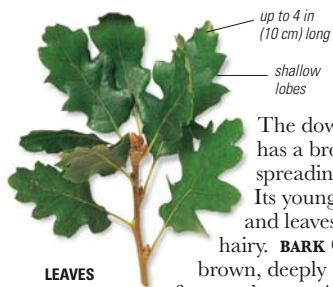 up to 4 in
(10 cm) long
shallow
lobes
The dow
has a bro
spreadin
Its young
and leaves
hairy. BARK
brown, deeply
LEAVES